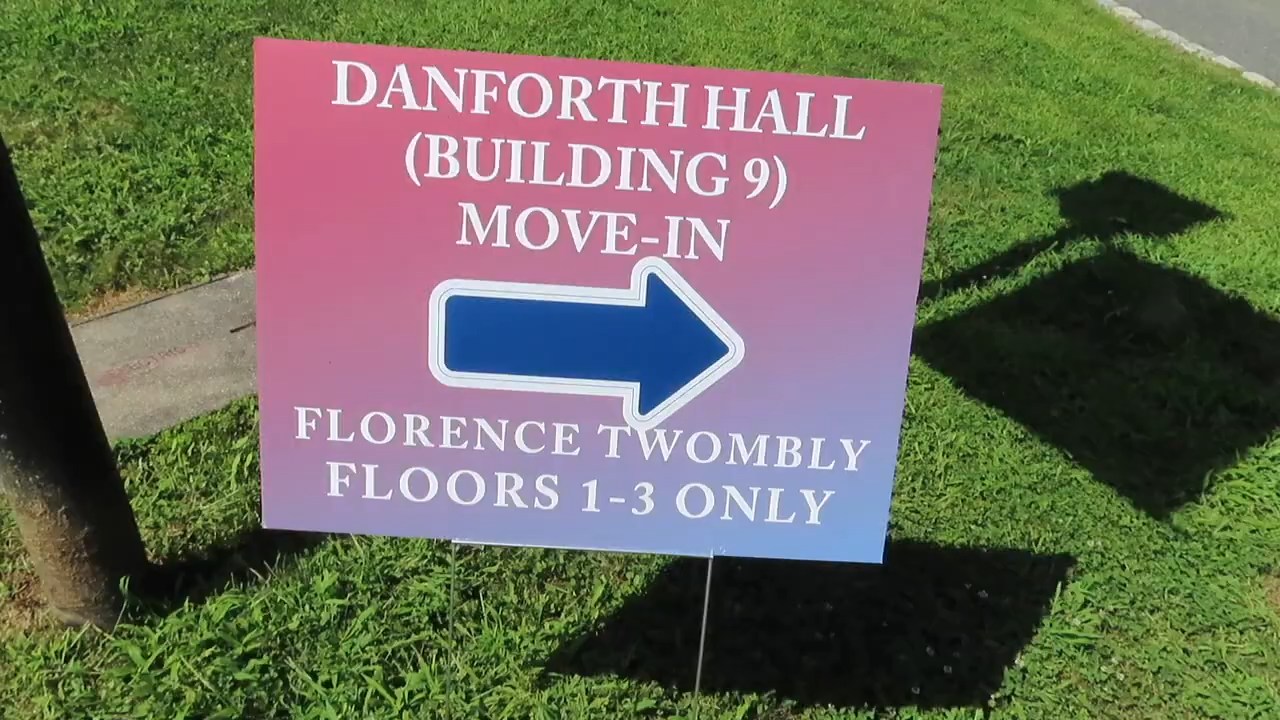 DANFORTH HALL
(BUILDING 9)
MOVE-IN
FLORENCE TWOMBLY
FLOORS 1-3 ONLY